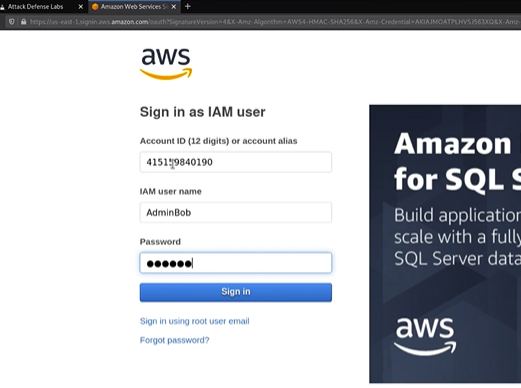 Attack Defense Labs
Amazon Web Services S
https://us-east-1.signin.aws.amazon.com/oauth?SignatureVersion=4&X-Amz-Algorithm=AWS4-HMAC-SHA256&X-Amz-Credential=
aws
Sign in as IAM user
Account ID (12 digits) or account alias
IAM user name
AdminBob
Password
Sign in
Sign in using root user email
Forgot password?
Amazon
for SQL S
Build application
scale with a fully
SQL Server data
aws